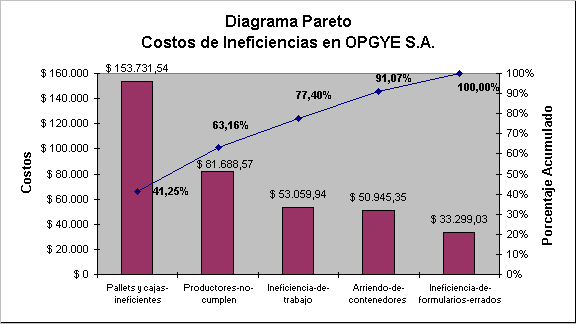 Diagrama Pareto
Costos de Ineficiencias en OPGYE S.A.
Costos
$ 160.000
$ 140.000
$ 120.000
$ 100.000
$ 80.000
$ 60.000
$ 40.000
$ 20.000
$ 0
$ 153.731,54
$ 81.688,57
$ 53.059,94
$ 50.945,35
$ 33.299,03
41,25%
63,16%
77,40%
91,07%
100,00%
100%
90%
80%
70%
60%
50%
40%
30%
20%
10%
0%
Porcentaje Acumulado
Pallets y cajas-
ineficientes
Productores-no-
cumplen
Ineficiencia-de-
trabajo
Arriendo-de-
contenedores
Ineficiencia-de-
formularios-errados